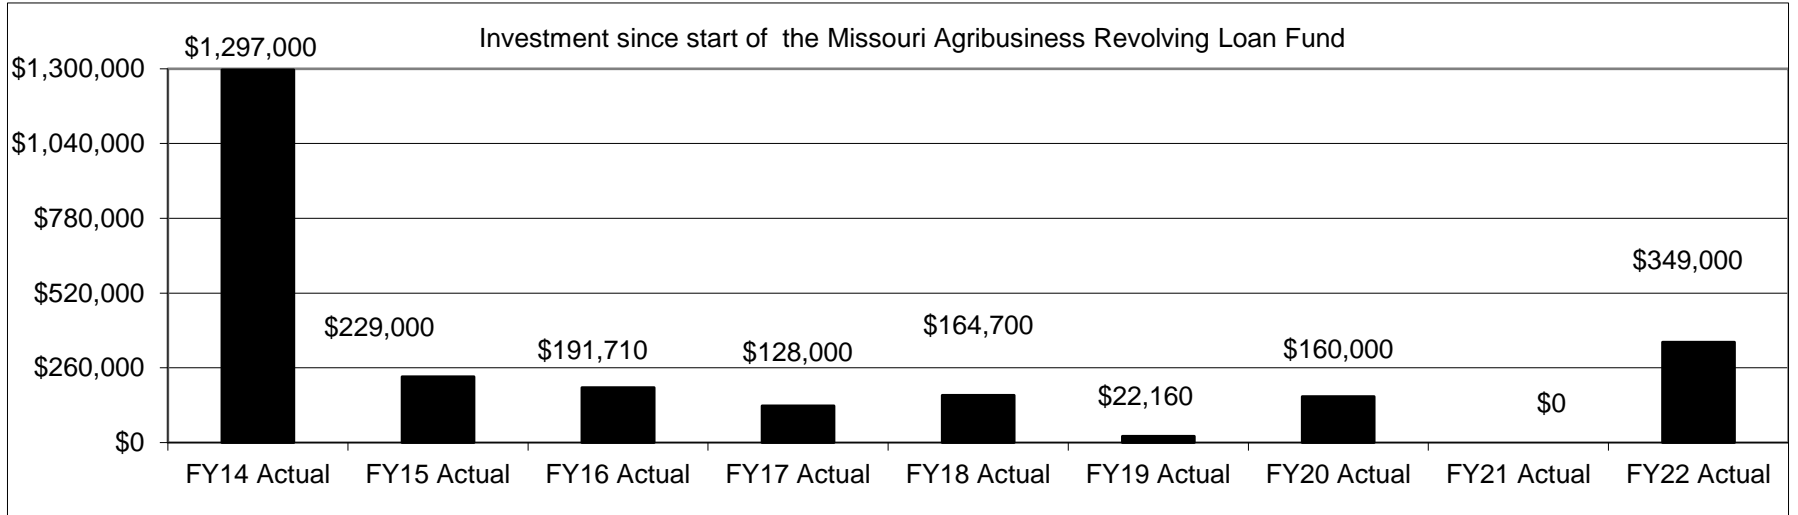 Investment since start of  the Missouri Agribusiness Revolving Loan Fund
$1,300,000
$1,040,000
$780,000
$520,000
$260,000
$0
$1,297,000
$229,000
$191,710
$128,000
$164,700
$22,160
$160,000
$0
$349,000
FY14 Actual
FY15 Actual
FY16 Actual
FY17 Actual
FY18 Actual
FY19 Actual
FY20 Actual
FY21 Actual
FY22 Actual